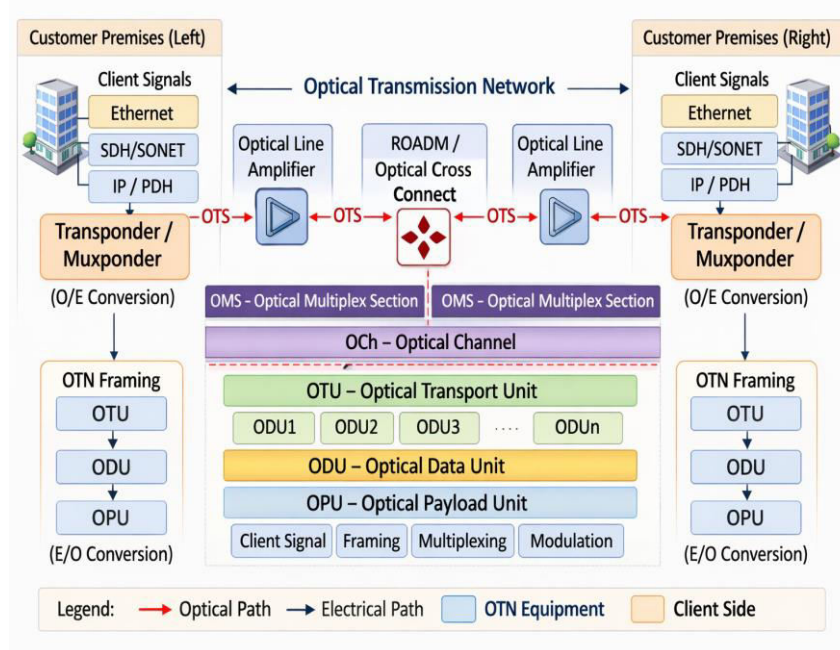 Customer Premises (Left)
Customer Premises (Right)
Client Signals
Ethernet
SDH/SONET
IP / PDH
Optical Transmission Network
Client Signals
Ethernet
SDH/SONET
IP / PDH
Optical Line
Amplifier
ROADM /
Optical Cross
Connect
Optical Line
Amplifier
OTS
OTS
OTS
OTS
Transponder /
Muxponder
(O/E Conversion)
Transponder /
Muxponder
(O/E Conversion)
OMS - Optical Multiplex Section
OMS - Optical Multiplex Section
OCh – Optical Channel
OTU – Optical Transport Unit
ODU1
ODU2
ODU3
....
ODUn
ODU – Optical Data Unit
OPU – Optical Payload Unit
Client Signal
Framing
Multiplexing
Modulation
OTN Framing
OTU
ODU
OPU
(E/O Conversion)
OTN Framing
OTU
ODU
OPU
(E/O Conversion)
Legend:
Optical Path
Electrical Path
OTN Equipment
Client Side